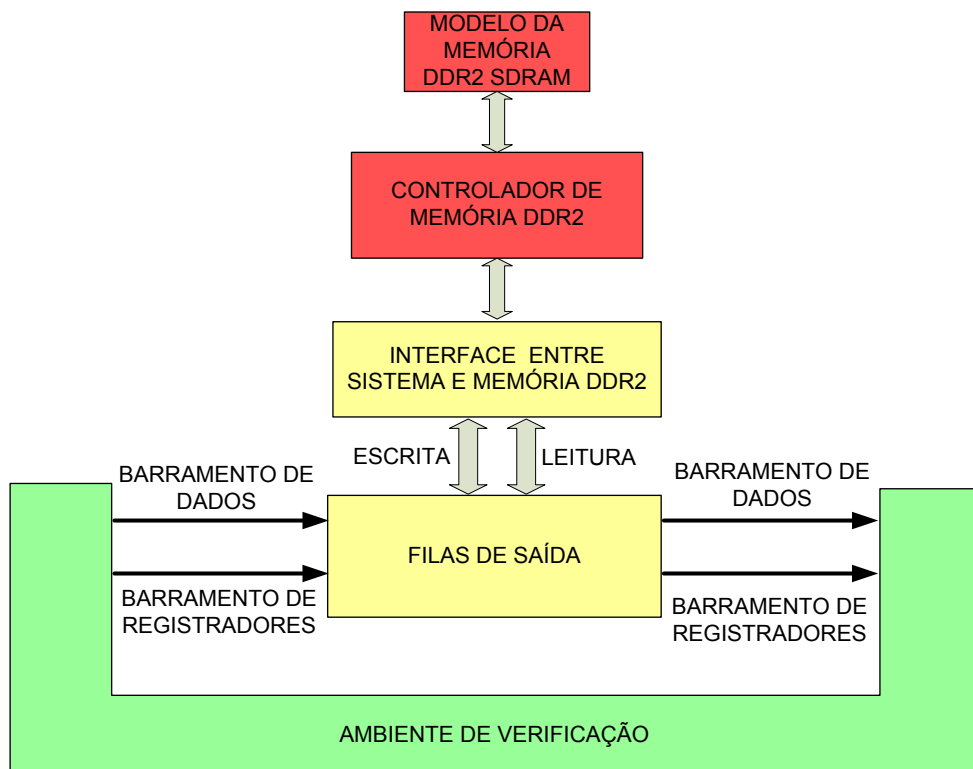 MODELO DA
MEMÓRIA
DDR2 SDRAM
CONTROLADOR DE
MEMÓRIA DDR2
INTERFACE ENTRE
SISTEMA E MEMÓRIA DDR2
ESCRITA
LEITURA
BARRAMENTO DE
DADOS
BARRAMENTO DE
DADOS
FILAS DE SAÍDA
BARRAMENTO DE
REGISTRADORES
BARRAMENTO DE
REGISTRADORES
AMBIENTE DE VERIFICAÇÃO